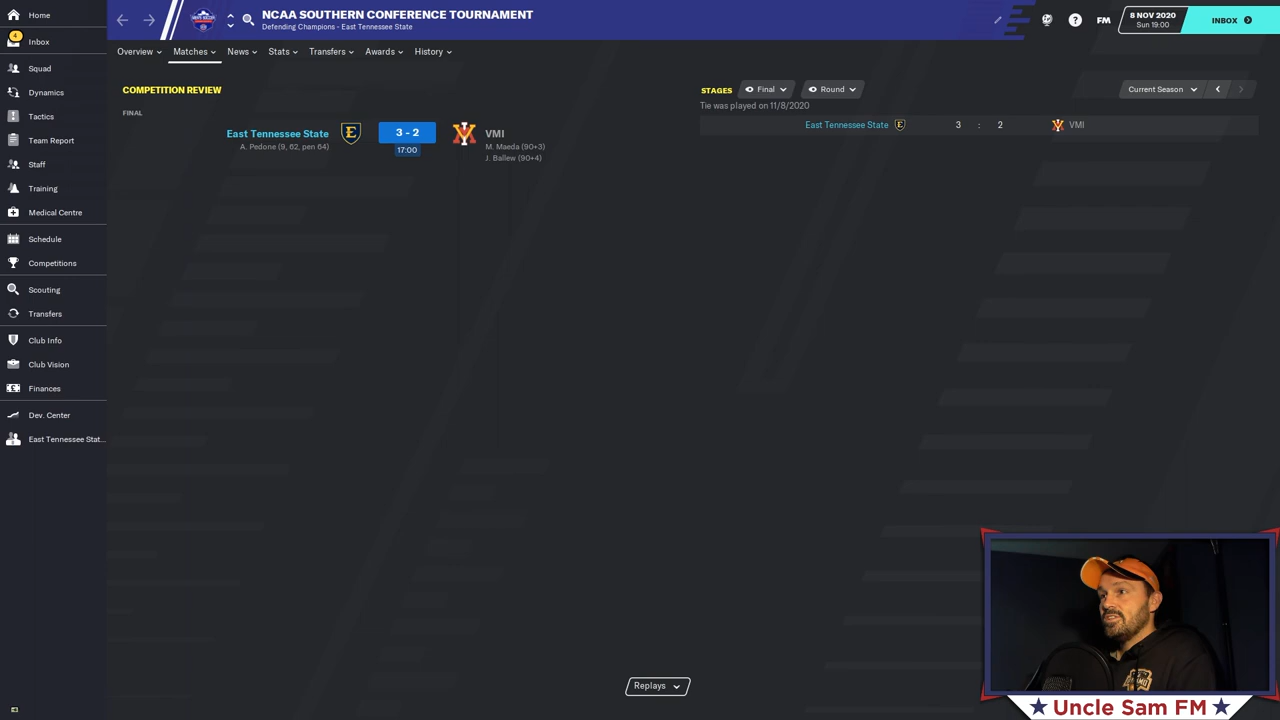 Home
4
Inbox
Squad
Dynamics
Tactics
Team Report
Staff
Training
Medical Centre
Schedule
Competitions
Scouting
Transfers
Club Info
Club Vision
Finances
Dev. Center
East Tennessee Stat...
NCAA SOUTHERN CONFERENCE TOURNAMENT
Defending Champions - East Tennessee State
?
FM
8 NOV 2020
Sun 19:00
INBOX
Overview
Matches
News
Stats
Transfers
Awards
History
COMPETITION REVIEW
FINAL
East Tennessee State
E
3 - 2
VMI
A. Pedone (9, 62, pen 64)
17:00
M. Maeda (90+3)
J. Ballew (90+4)
STAGES
Final
Round
Current Season
Tie was played on 11/8/2020
East Tennessee State
E
3 : 2
VMI
Replays
Uncle Sam FM